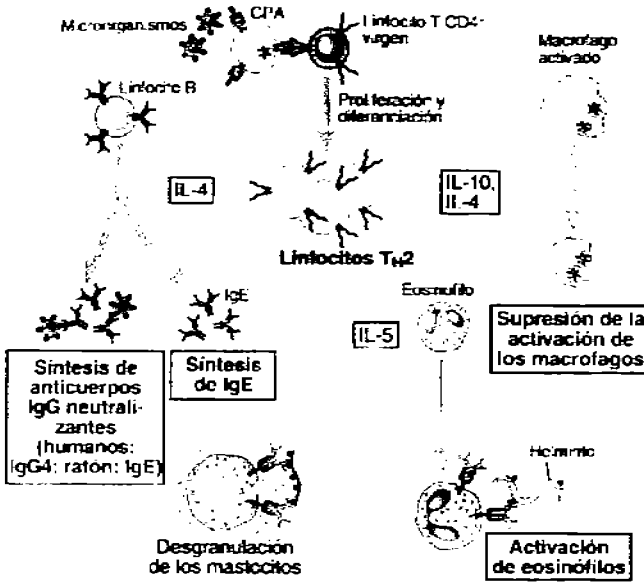 Microorganismos
CPA
Linfocito T CD4+
virgen
Macrofago
activado
Linfocito B
Proliferación y
diferenciación
IL-4
IL-10,
IL-4
Linfocitos TH2
IgE
Eosinófilo
IL-5
Supresión de la
activación de
los macrofagos
Síntesis de
anticuerpos
IgG neutrali-
zantes
(humanos:
IgG4; ratón: IgE)
Síntesis
de IgE
Helminto
Desgranulación
de los mastocitos
Activación
de eosinófilos